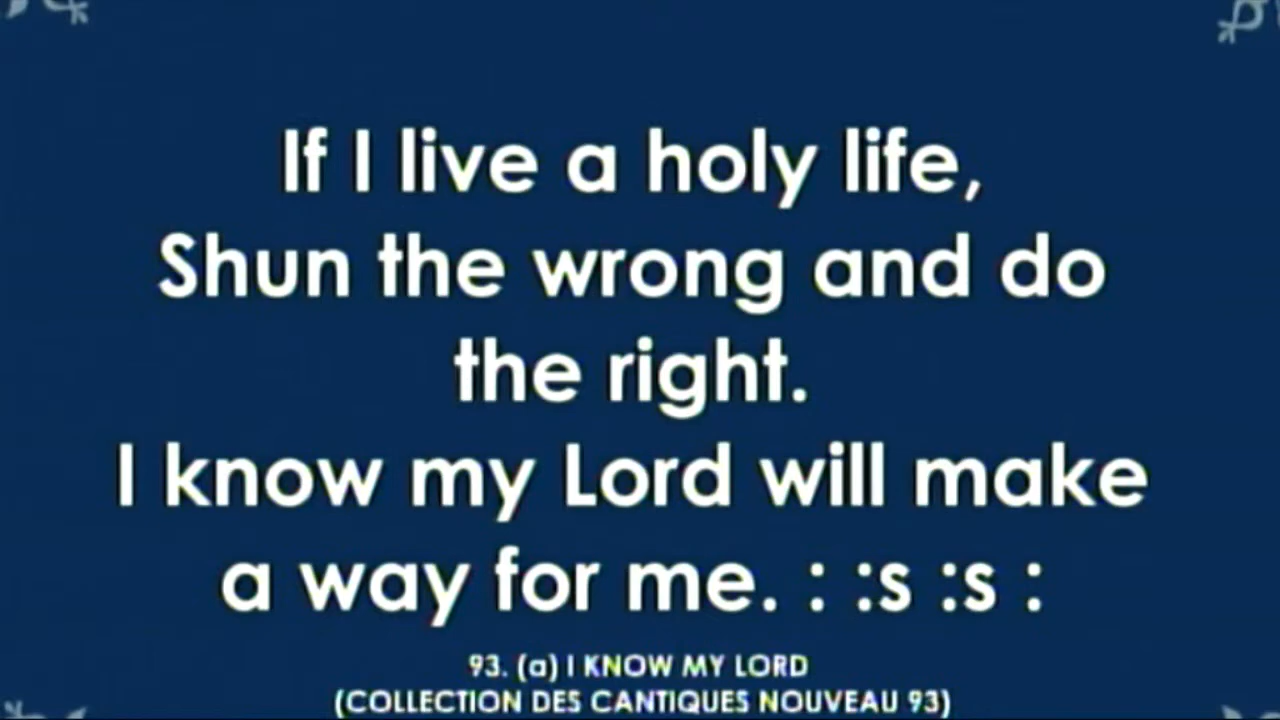 If I live a holy life,
Shun the wrong and do
the right.
I know my Lord will make
a way for me. : :s :s :
93. (a) I KNOW MY LORD
(COLLECTION DES CANTIQUES NOUVEAU 93)